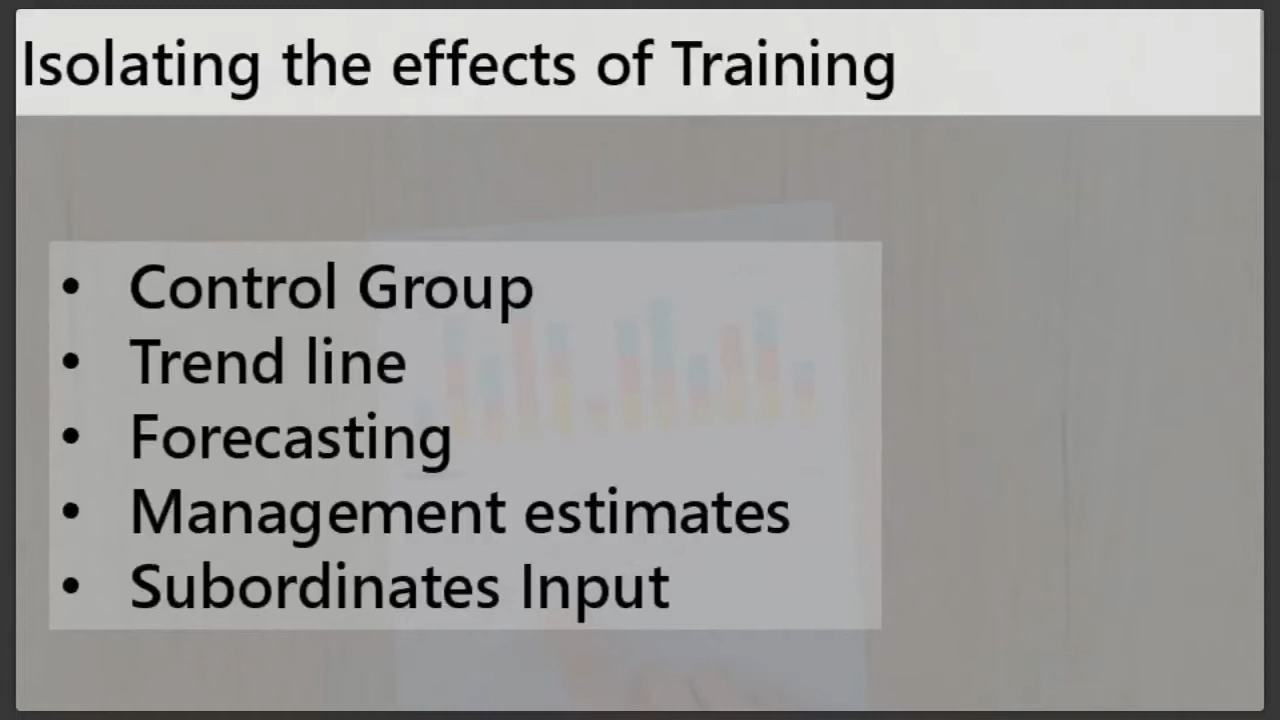 Isolating the effects of Training
• Control Group
• Trend line
• Forecasting
• Management estimates
• Subordinates Input